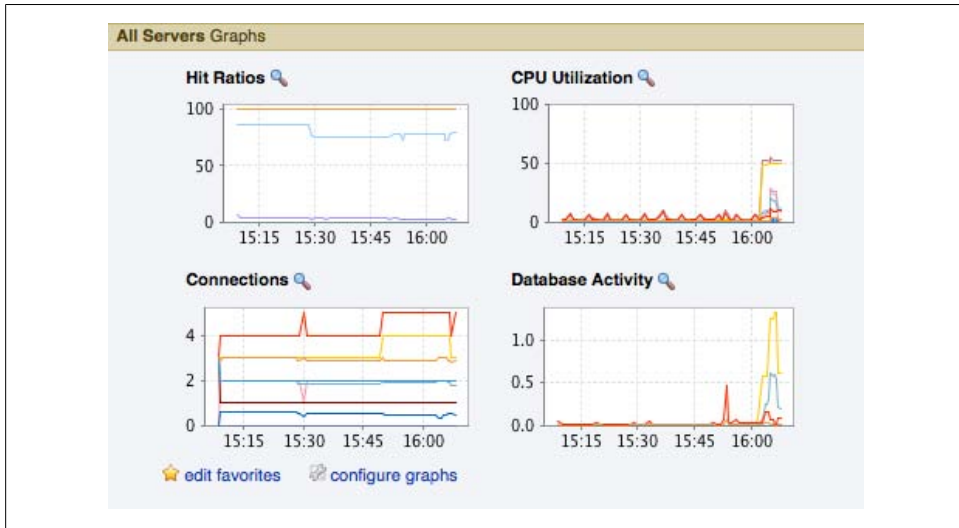 All Servers Graphs
Hit Ratios
100
50
0
15:15 15:30 15:45 16:00
CPU Utilization
100
50
0
15:15 15:30 15:45 16:00
Connections
4
2
0
15:15 15:30 15:45 16:00
Database Activity
1.0
0.5
0.0
15:15 15:30 15:45 16:00
edit favorites
configure graphs